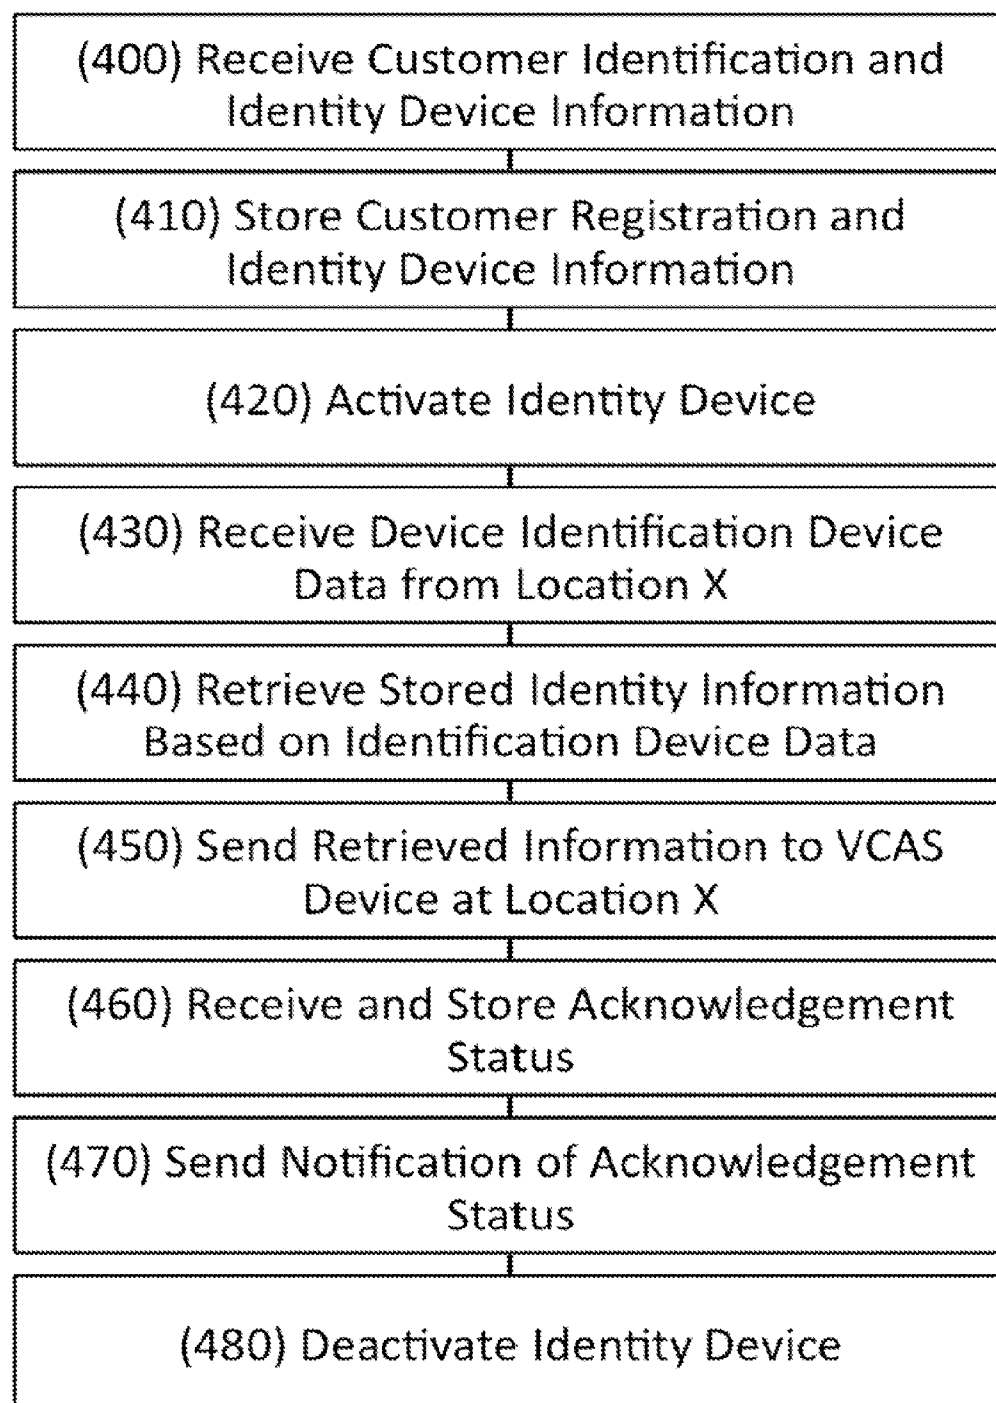 (400) Receive Customer Identification and
Identity Device Information
(410) Store Customer Registration and
Identity Device Information
(420) Activate Identity Device
(430) Receive Device Identification Device
Data from Location X
(440) Retrieve Stored Identity Information
Based on Identification Device Data
(450) Send Retrieved Information to VCAS
Device at Location X
(460) Receive and Store Acknowledgement
Status
(470) Send Notification of Acknowledgement
Status
(480) Deactivate Identity Device